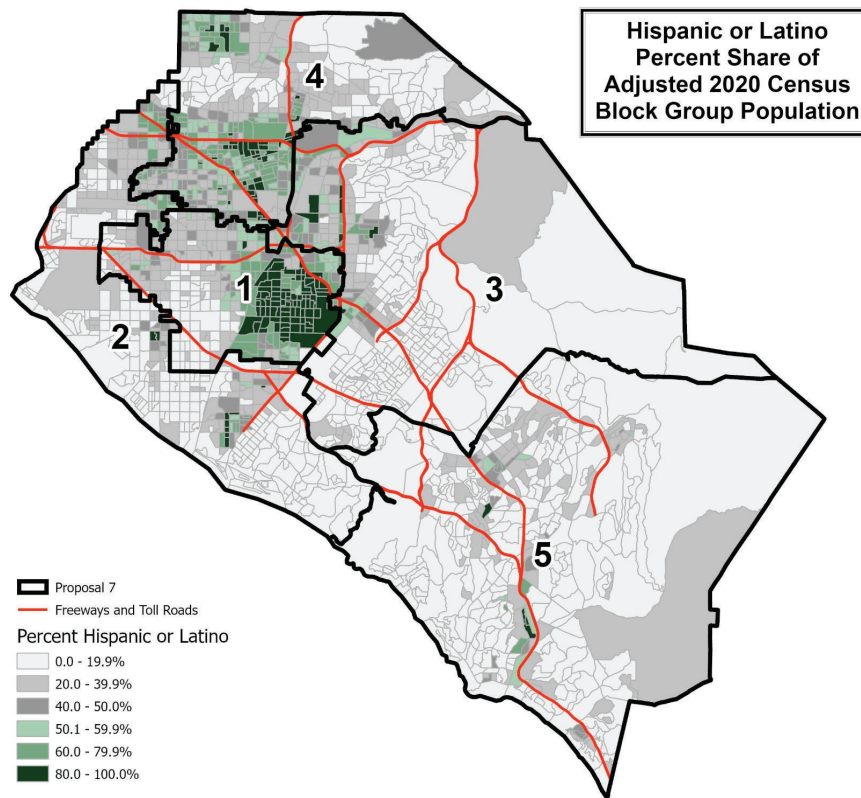 Hispanic or Latino
Percent Share of
Adjusted 2020 Census
Block Group Population
4
3
1
2
5
Proposal 7
Freeways and Toll Roads
Percent Hispanic or Latino
0.0 - 19.9%
20.0 - 39.9%
40.0 - 50.0%
50.1 - 59.9%
60.0 - 79.9%
80.0 - 100.0%